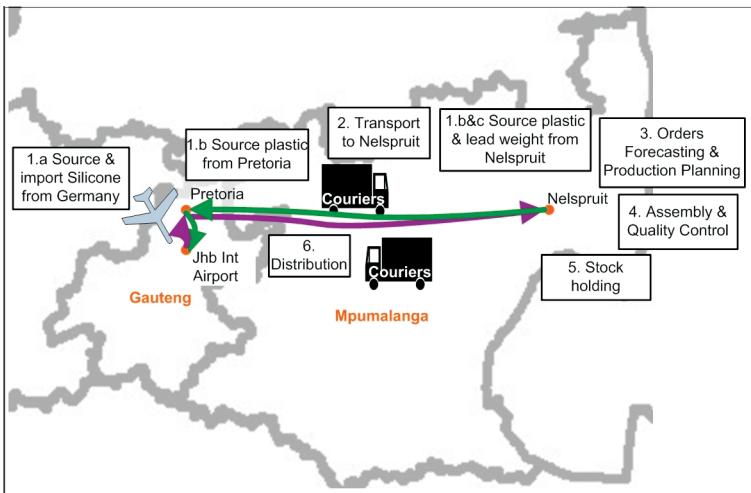 1.a Source &
import Silicone
from Germany
1.b Source plastic
from Pretoria
2. Transport
to Nelspruit
1.b&c Source plastic
& lead weight from
Nelspruit
3. Orders
Forecasting &
Production Planning
4. Assembly &
Quality Control
5. Stock
holding
6.
Distribution
Couriers
Couriers
Pretoria
Nelspruit
Jhb Int
Airport
Gauteng
Mpumalanga